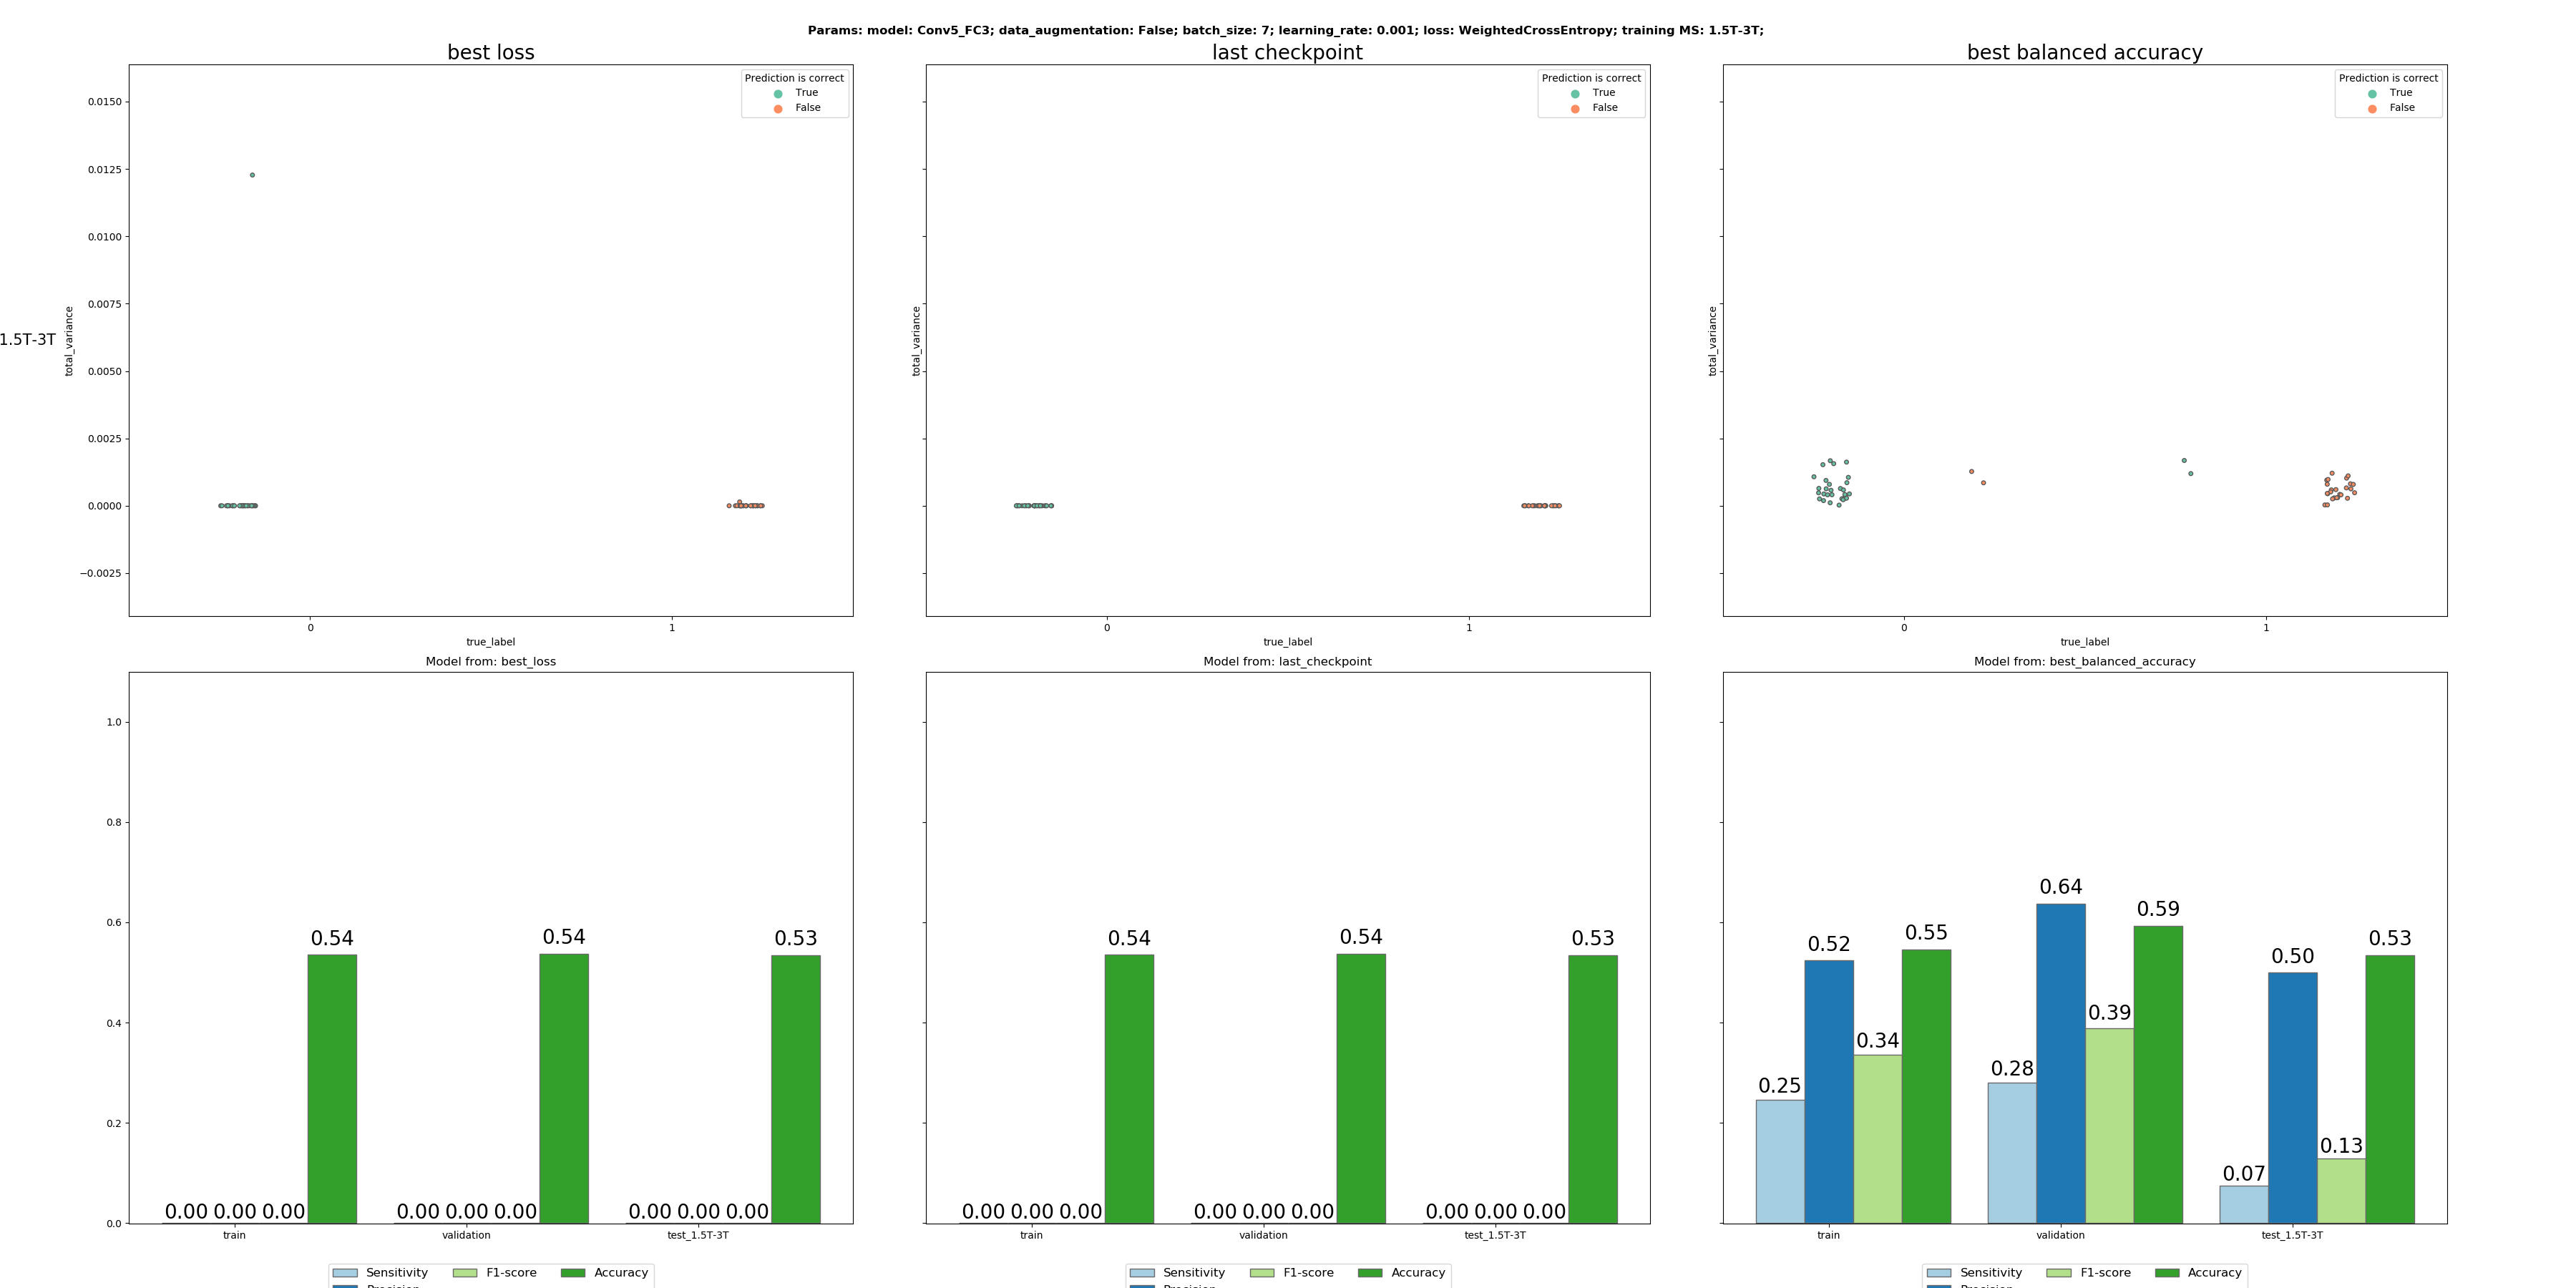 Params: model: Conv5_FC3; data_augmentation: False; batch_size: 7; learning_rate: 0.001; loss: WeightedCrossEntropy; training MS: 1.5T-3T;
best loss
last checkpoint
best balanced accuracy
Prediction is correct
True
False
Prediction is correct
True
False
Prediction is correct
True
False
1.5T-3T
total_variance
0.0150
0.0125
0.0100
0.0075
0.0050
0.0025
0.0000
−0.0025
total_variance
total_variance
0 1
true_label
0 1
true_label
0 1
true_label
Model from: best_loss
1.0
0.8
0.6
0.4
0.2
0.0
0.00 0.00 0.00 0.54
0.00 0.00 0.00 0.54
0.00 0.00 0.00 0.53
train validation test_1.5T-3T
Sensitivity F1-score Accuracy
Precision
Model from: last_checkpoint
0.00 0.00 0.00 0.54
0.00 0.00 0.00 0.54
0.00 0.00 0.00 0.53
train validation test_1.5T-3T
Sensitivity F1-score Accuracy
Precision
Model from: best_balanced_accuracy
0.25 0.52 0.34 0.55
0.28 0.64 0.39 0.59
0.07 0.50 0.13 0.53
train validation test_1.5T-3T
Sensitivity F1-score Accuracy
Precision